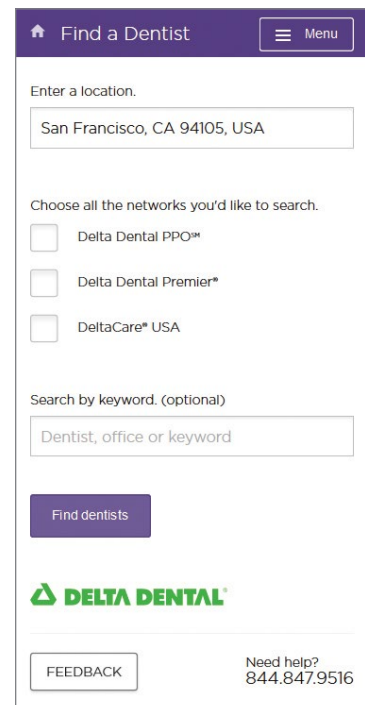 Find a Dentist
Menu
Enter a location.
San Francisco, CA 94105, USA
Choose all the networks you'd like to search.
Delta Dental PPO℠
Delta Dental Premier®
DeltaCare® USA
Search by keyword. (optional)
Dentist, office or keyword
Find dentists
DELTA DENTAL®
FEEDBACK
Need help?
844.847.9516